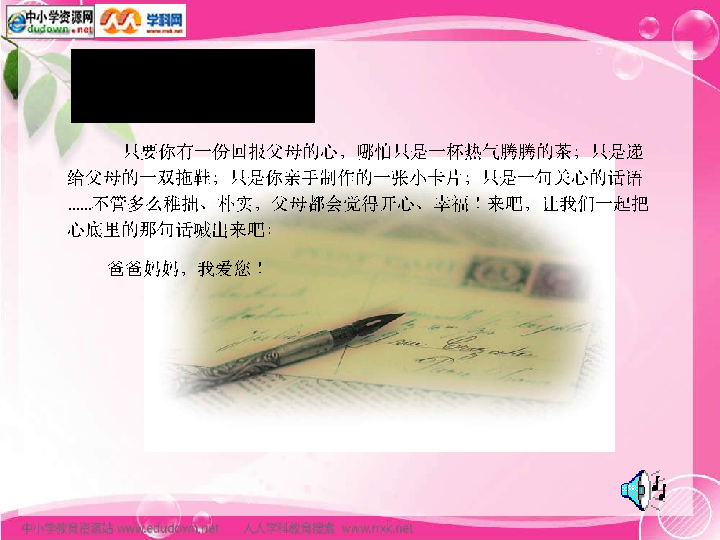 中小学资源网
dudown.net
学科网
www.nxk.net
只要你有一份回报父母的心，哪怕只是一杯热气腾腾的茶；只是递
给父母的一双拖鞋；只是你亲手制作的一张小卡片；只是一句关心的话语
......不管多么稚拙、朴实，父母都会觉得开心、幸福！来吧，让我们一起把
心底里的那句话喊出来吧：
爸爸妈妈，我爱您！
POST CARD
中小学教育资源站 www.edudown.net 人人学科教育搜索 www.rrxk.net